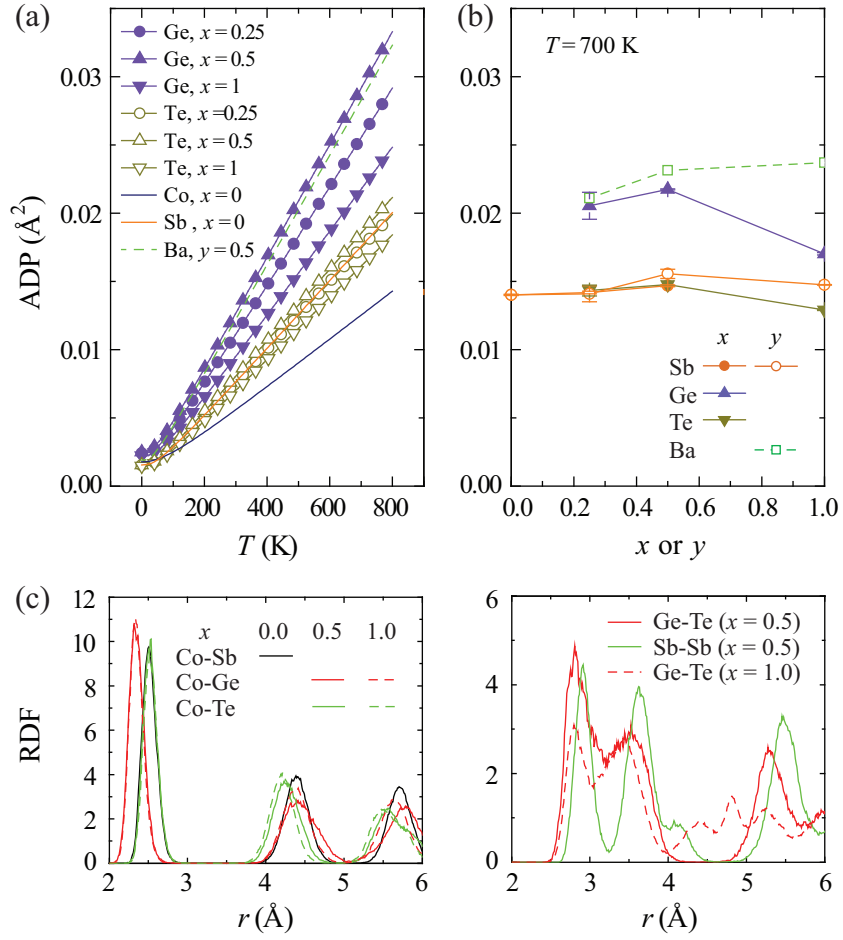 (a)
ADP (Å²)
0.03
0.02
0.01
0.00
Ge, x = 0.25
Ge, x = 0.5
Ge, x = 1
Te, x=0.25
Te, x = 0.5
Te, x = 1
Co, x = 0
Sb , x = 0
Ba, y = 0.5
0 200 400 600 800
T (K)
(b)
T = 700 K
0.03
0.02
0.01
0.00
x y
Sb
Ge
Te
Ba
0.0 0.2 0.4 0.6 0.8 1.0
x or y
(c)
RDF
12
10
8
6
4
2
0
x 0.0 0.5 1.0
Co-Sb
Co-Ge
Co-Te
2 3 4 5 6
r (Å)
6
4
2
0
Ge-Te (x = 0.5)
Sb-Sb (x = 0.5)
Ge-Te (x = 1.0)
2 3 4 5 6
r (Å)